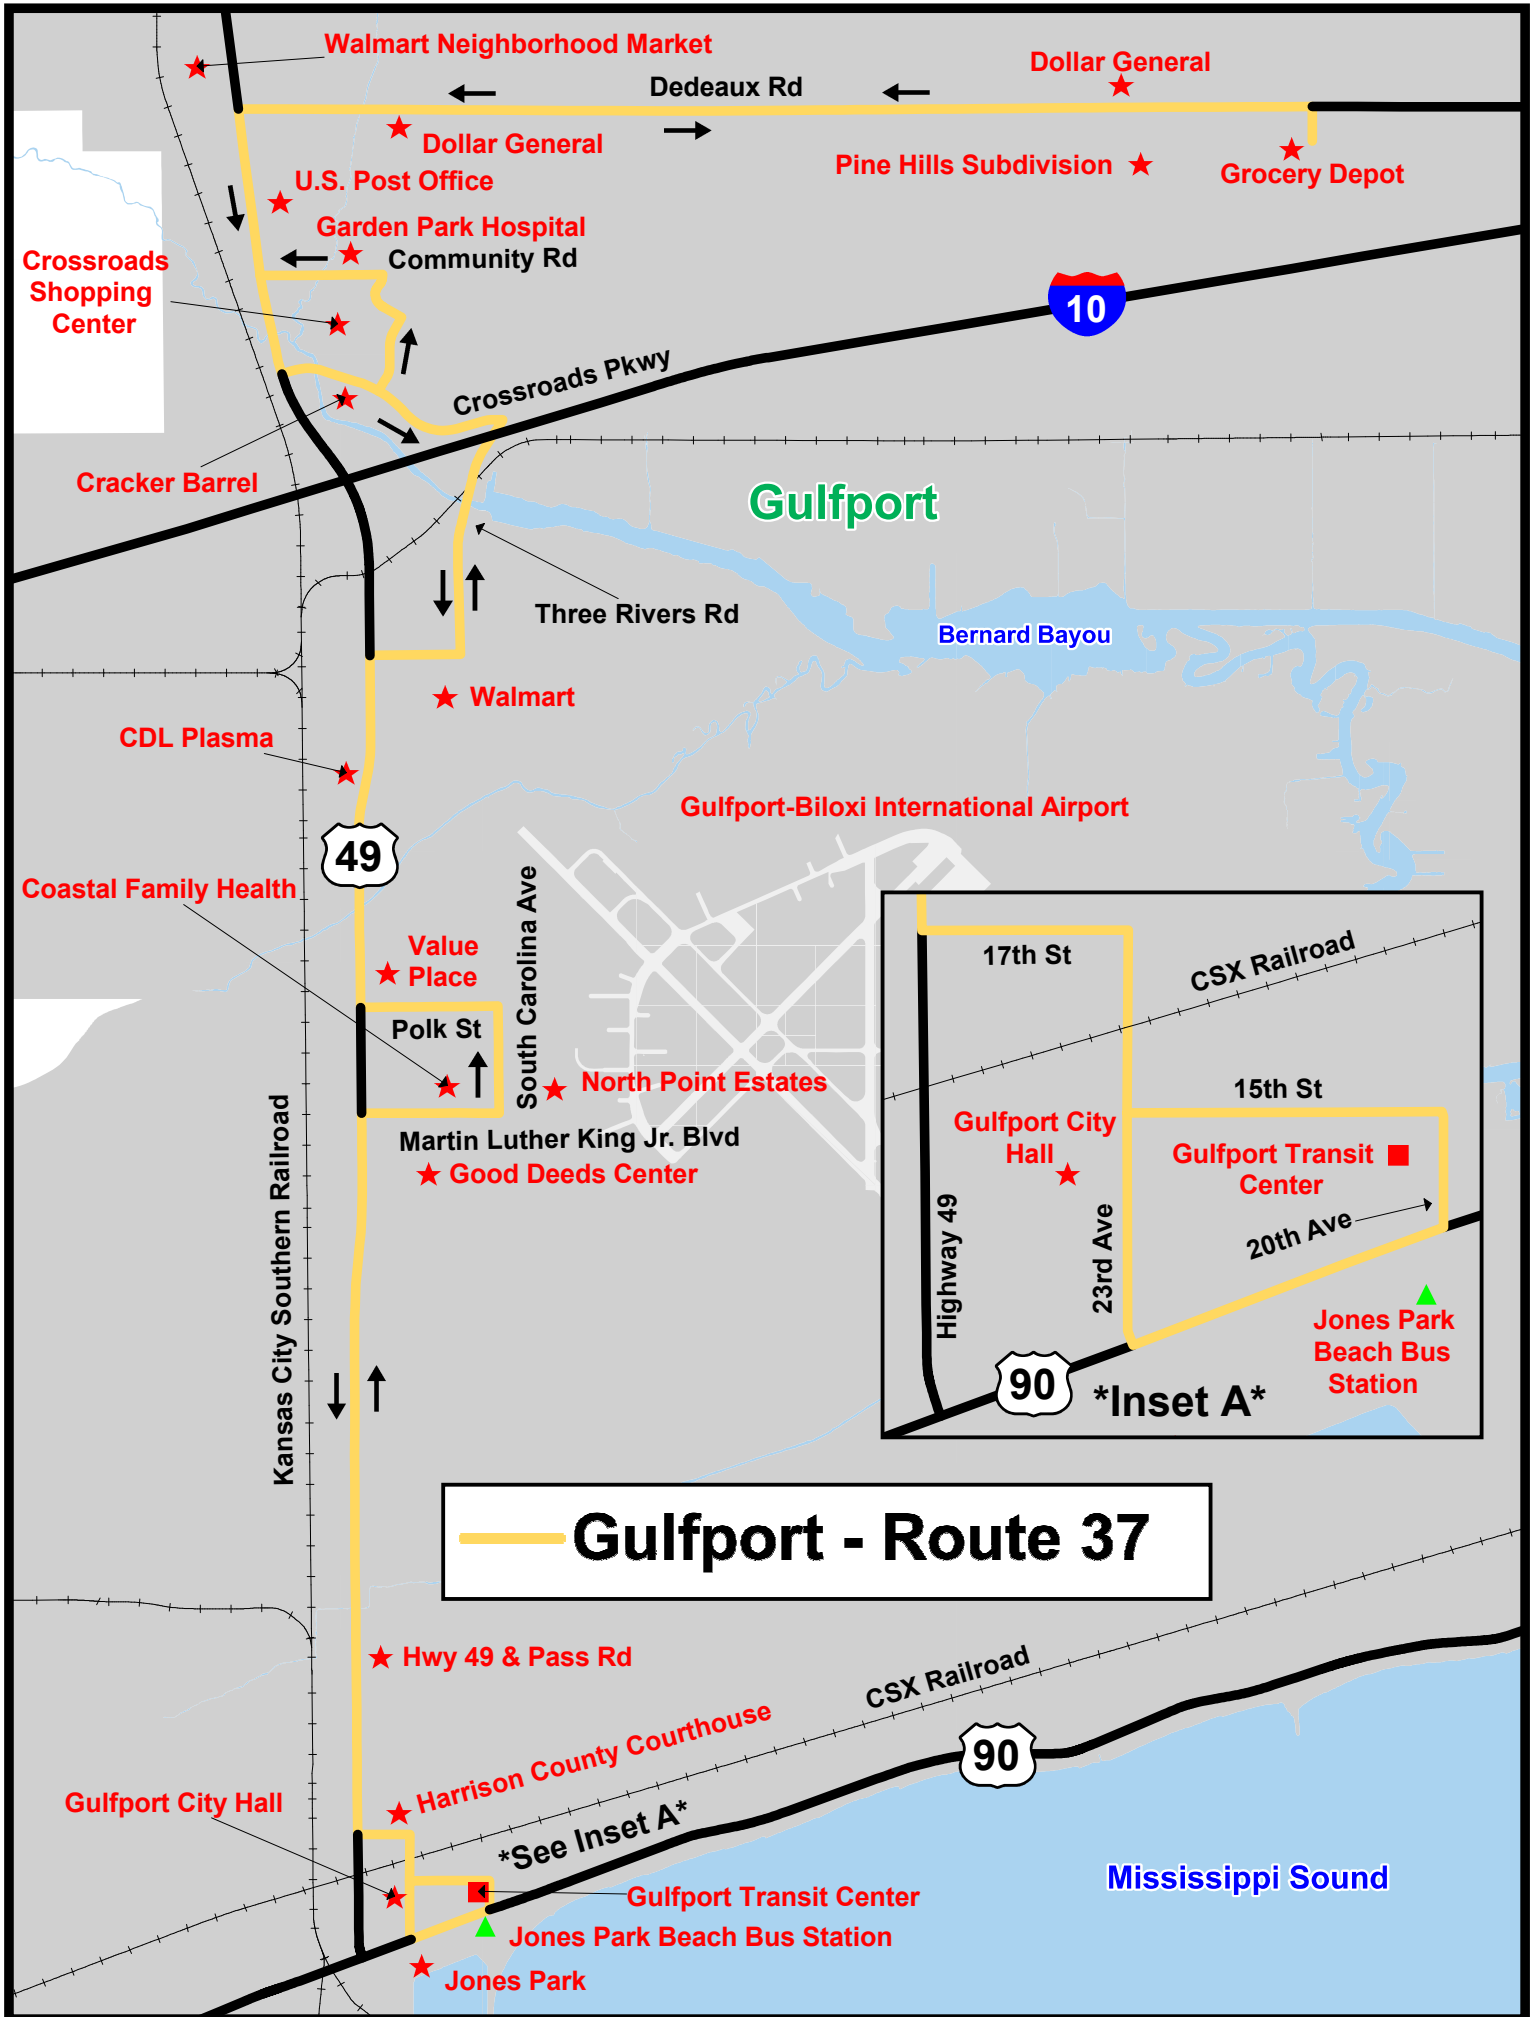 Walmart Neighborhood Market
Dollar General
Dedeaux Rd
Dollar General
Pine Hills Subdivision
Grocery Depot
U.S. Post Office
Garden Park Hospital
Community Rd
Crossroads
Shopping
Center
10
Crossroads Pkwy
Cracker Barrel
Gulfport
Three Rivers Rd
Bernard Bayou
Walmart
CDL Plasma
Gulfport-Biloxi International Airport
49
Coastal Family Health
South Carolina Ave
Value
Place
Polk St
North Point Estates
Martin Luther King Jr. Blvd
Good Deeds Center
Kansas City Southern Railroad
17th St
CSX Railroad
15th St
Gulfport City
Hall
Gulfport Transit
Center
20th Ave
Highway 49
23rd Ave
Jones Park
Beach Bus
Station
90
*Inset A*
Gulfport - Route 37
Hwy 49 & Pass Rd
CSX Railroad
Harrison County Courthouse
90
Gulfport City Hall
*See Inset A*
Mississippi Sound
Gulfport Transit Center
Jones Park Beach Bus Station
Jones Park